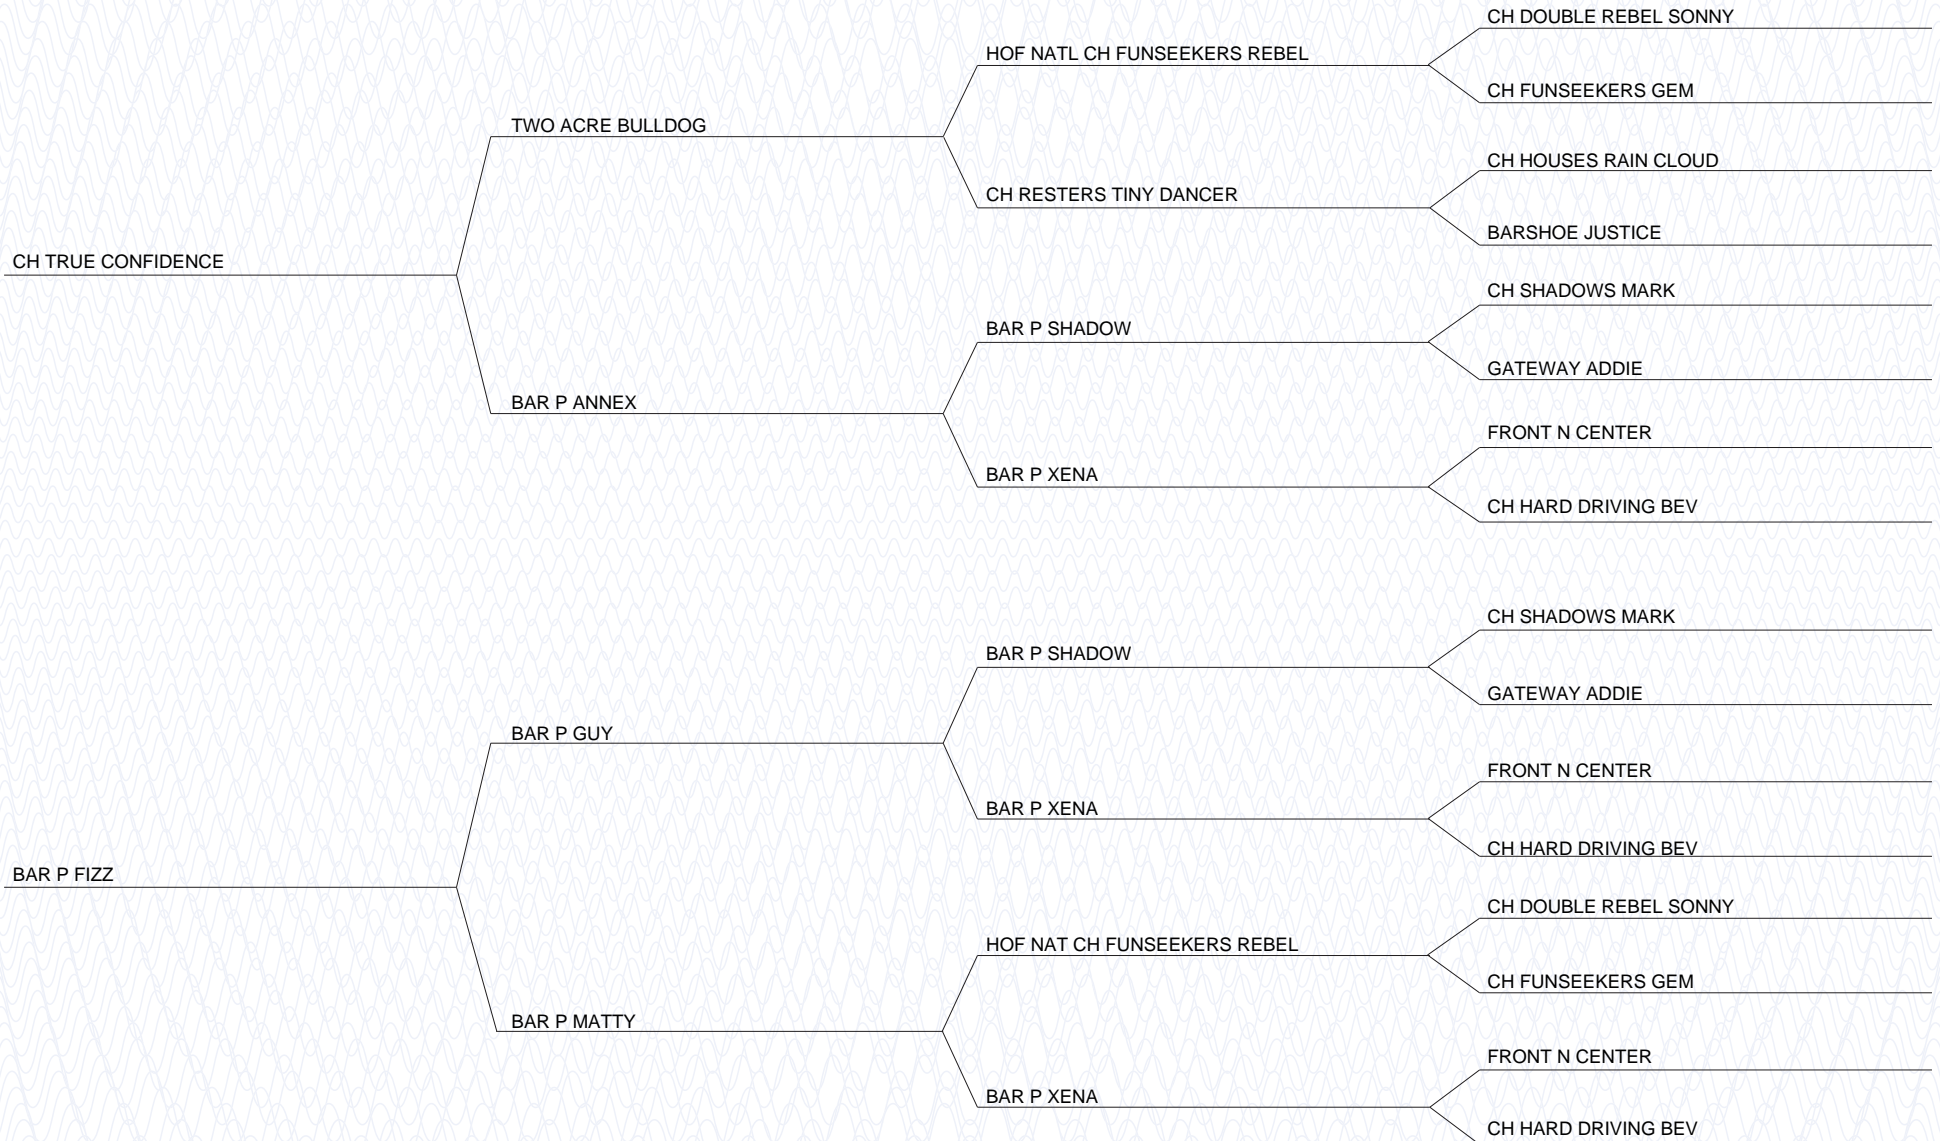 CH DOUBLE REBEL SONNY
HOF NATL CH FUNSEEKERS REBEL
CH FUNSEEKERS GEM
TWO ACRE BULLDOG
CH HOUSES RAIN CLOUD
CH RESTERS TINY DANCER
BARSHOE JUSTICE
CH TRUE CONFIDENCE
CH SHADOWS MARK
BAR P SHADOW
GATEWAY ADDIE
BAR P ANNEX
FRONT N CENTER
BAR P XENA
CH HARD DRIVING BEV
CH SHADOWS MARK
BAR P SHADOW
GATEWAY ADDIE
BAR P GUY
FRONT N CENTER
BAR P XENA
CH HARD DRIVING BEV
BAR P FIZZ
CH DOUBLE REBEL SONNY
HOF NAT CH FUNSEEKERS REBEL
CH FUNSEEKERS GEM
BAR P MATTY
FRONT N CENTER
BAR P XENA
CH HARD DRIVING BEV